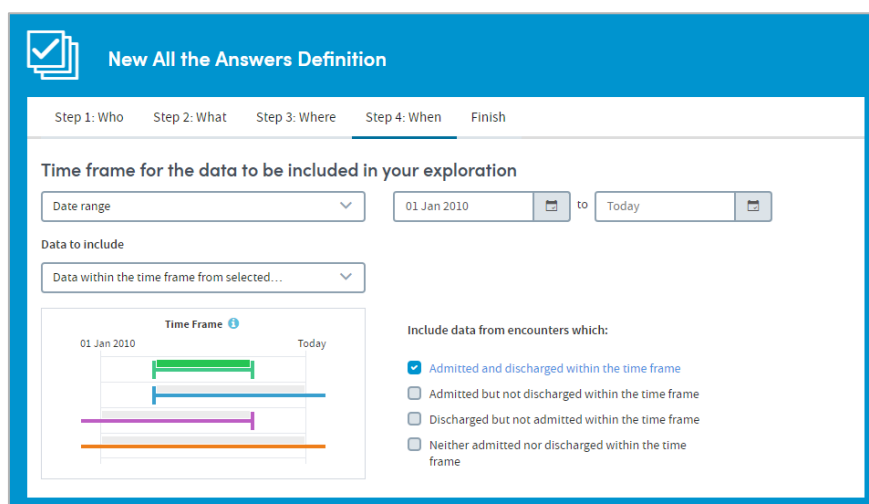 New All the Answers Definition
Step 1: Who Step 2: What Step 3: Where Step 4: When Finish
Time frame for the data to be included in your exploration
Date range 01 Jan 2010 to Today
Data to include
Data within the time frame from selected...
Time Frame
01 Jan 2010 Today
Include data from encounters which:
Admitted and discharged within the time frame
Admitted but not discharged within the time frame
Discharged but not admitted within the time frame
Neither admitted nor discharged within the time
frame